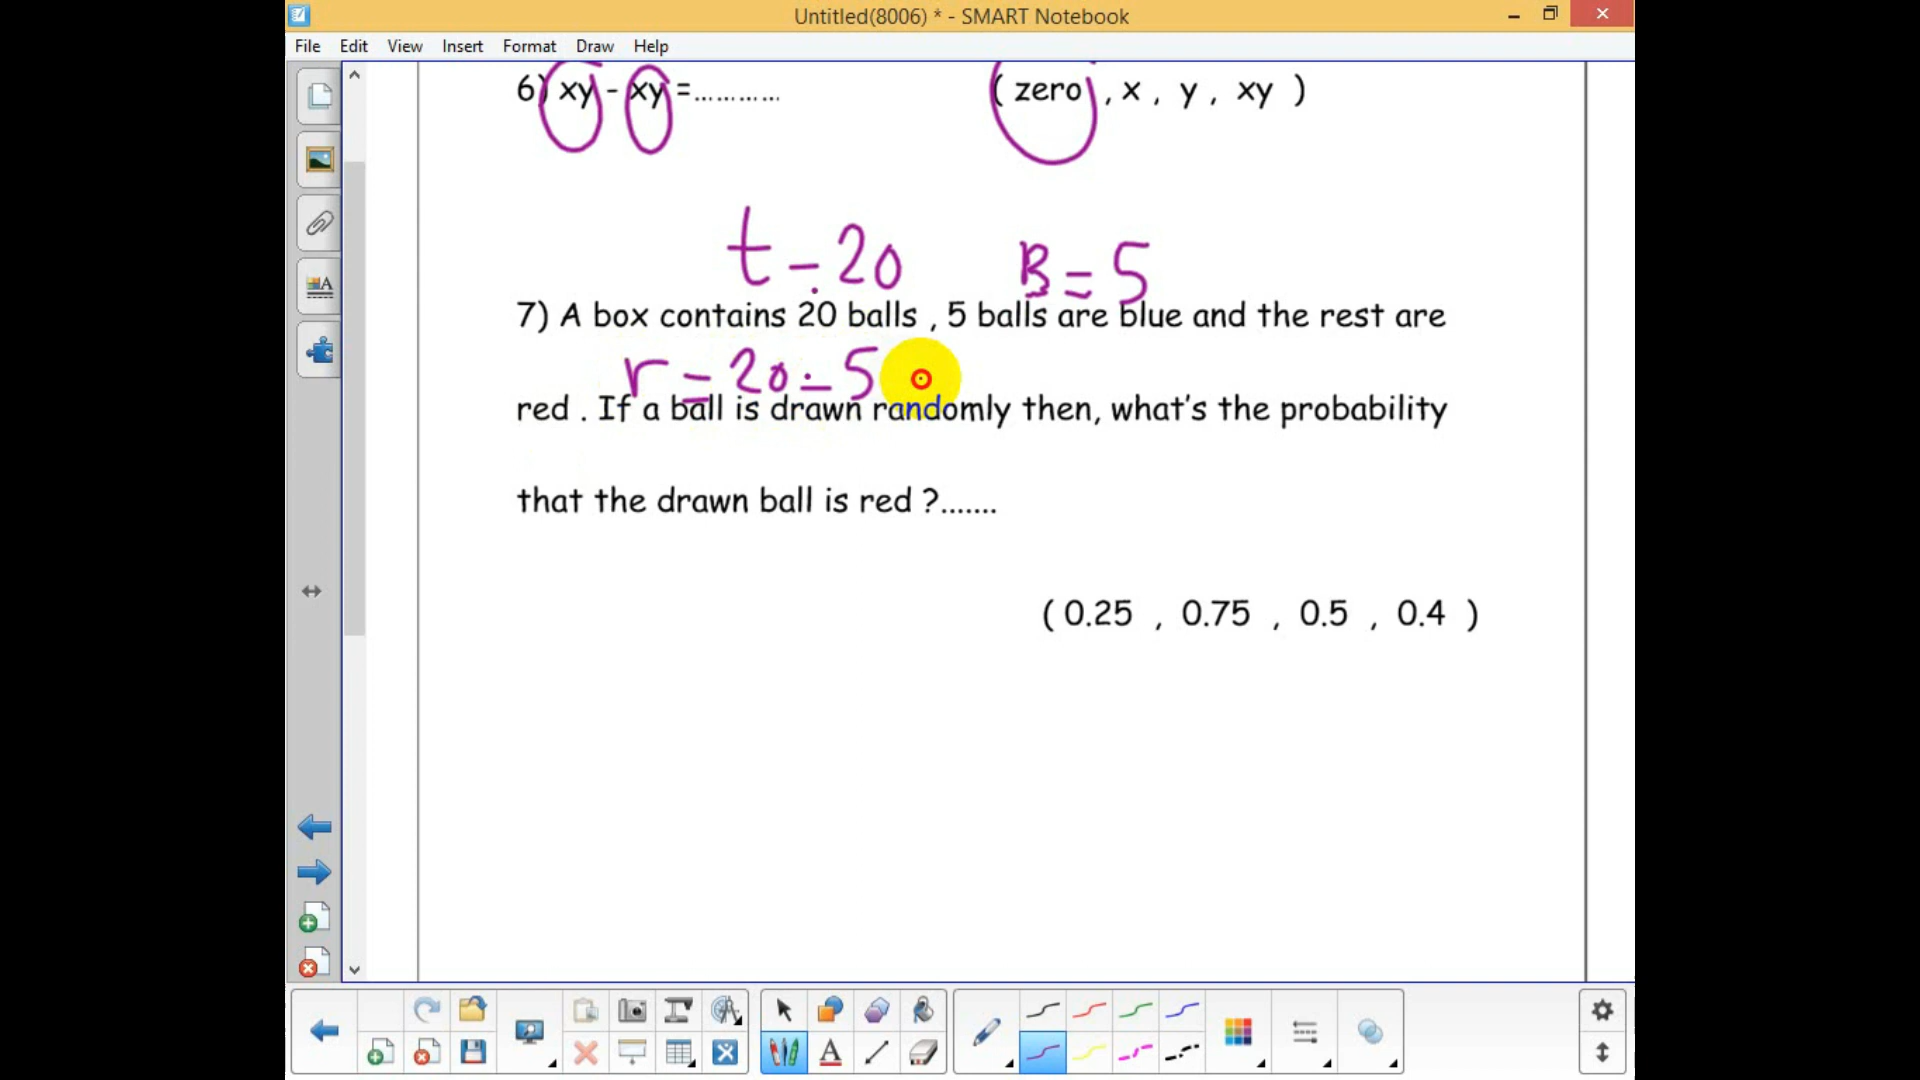 Untitled(8006) * - SMART Notebook
File Edit View Insert Format Draw Help
6) xy - xy =............ ( zero , x , y , xy )
t = 20 B = 5
7) A box contains 20 balls , 5 balls are blue and the rest are
r = 20 - 5
red . If a ball is drawn randomly then, what's the probability
that the drawn ball is red ?.......
( 0.25 , 0.75 , 0.5 , 0.4 )